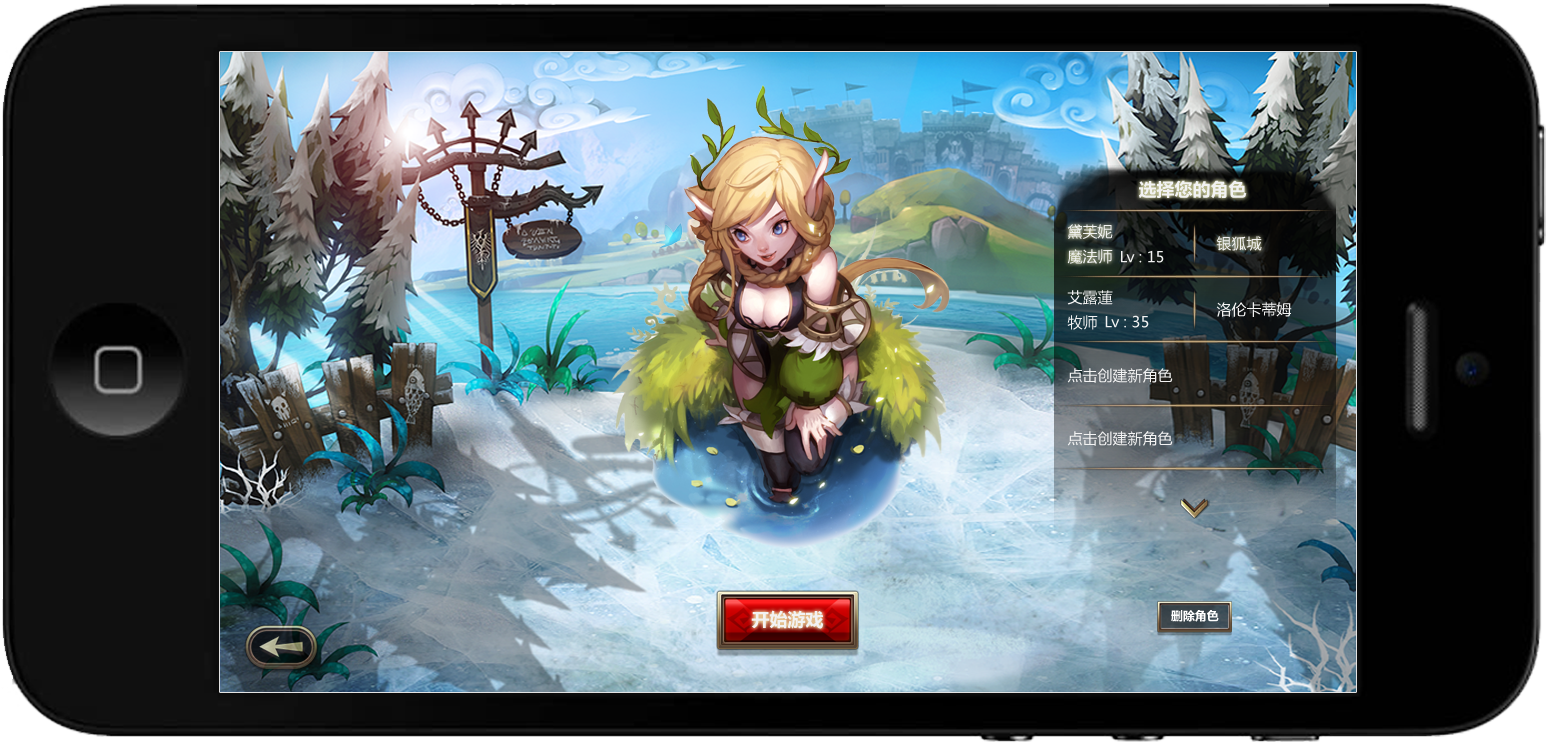 选择您的角色
黛芙妮
魔法师 Lv : 15
银狐城
艾露蓮
牧师 Lv : 35
洛伦卡蒂姆
点击创建新角色
点击创建新角色
开始游戏
删除角色